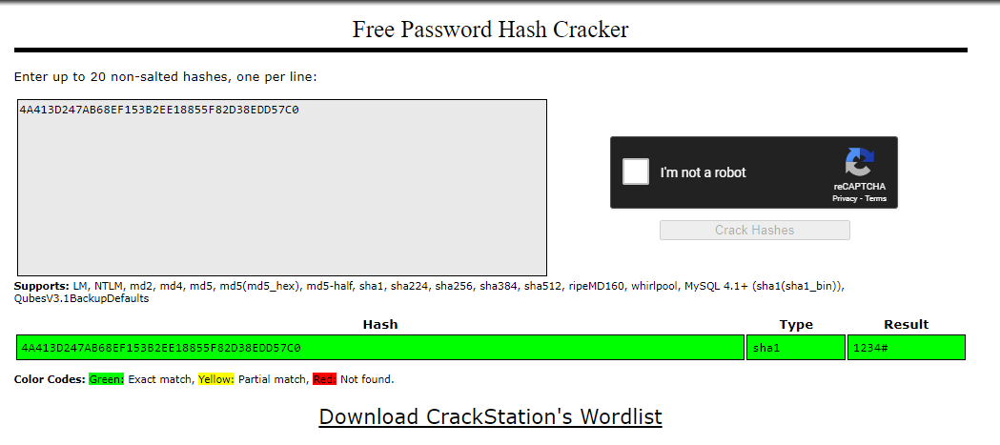 Free Password Hash Cracker
Enter up to 20 non-salted hashes, one per line:
4A413D247AB68EF153B2EE18855F82D38EDD57C0
I'm not a robot
reCAPTCHA
Privacy - Terms
Crack Hashes
Supports: LM, NTLM, md2, md4, md5, md5(md5_hex), md5-half, sha1, sha224, sha256, sha384, sha512, ripeMD160, whirlpool, MySQL 4.1+ (sha1(sha1_bin)),
QubesV3.1BackupDefaults
Hash Type Result
4A413D247AB68EF153B2EE18855F82D38EDD57C0 sha1 1234#
Color Codes: Green: Exact match, Yellow: Partial match, Red: Not found.
Download CrackStation's Wordlist